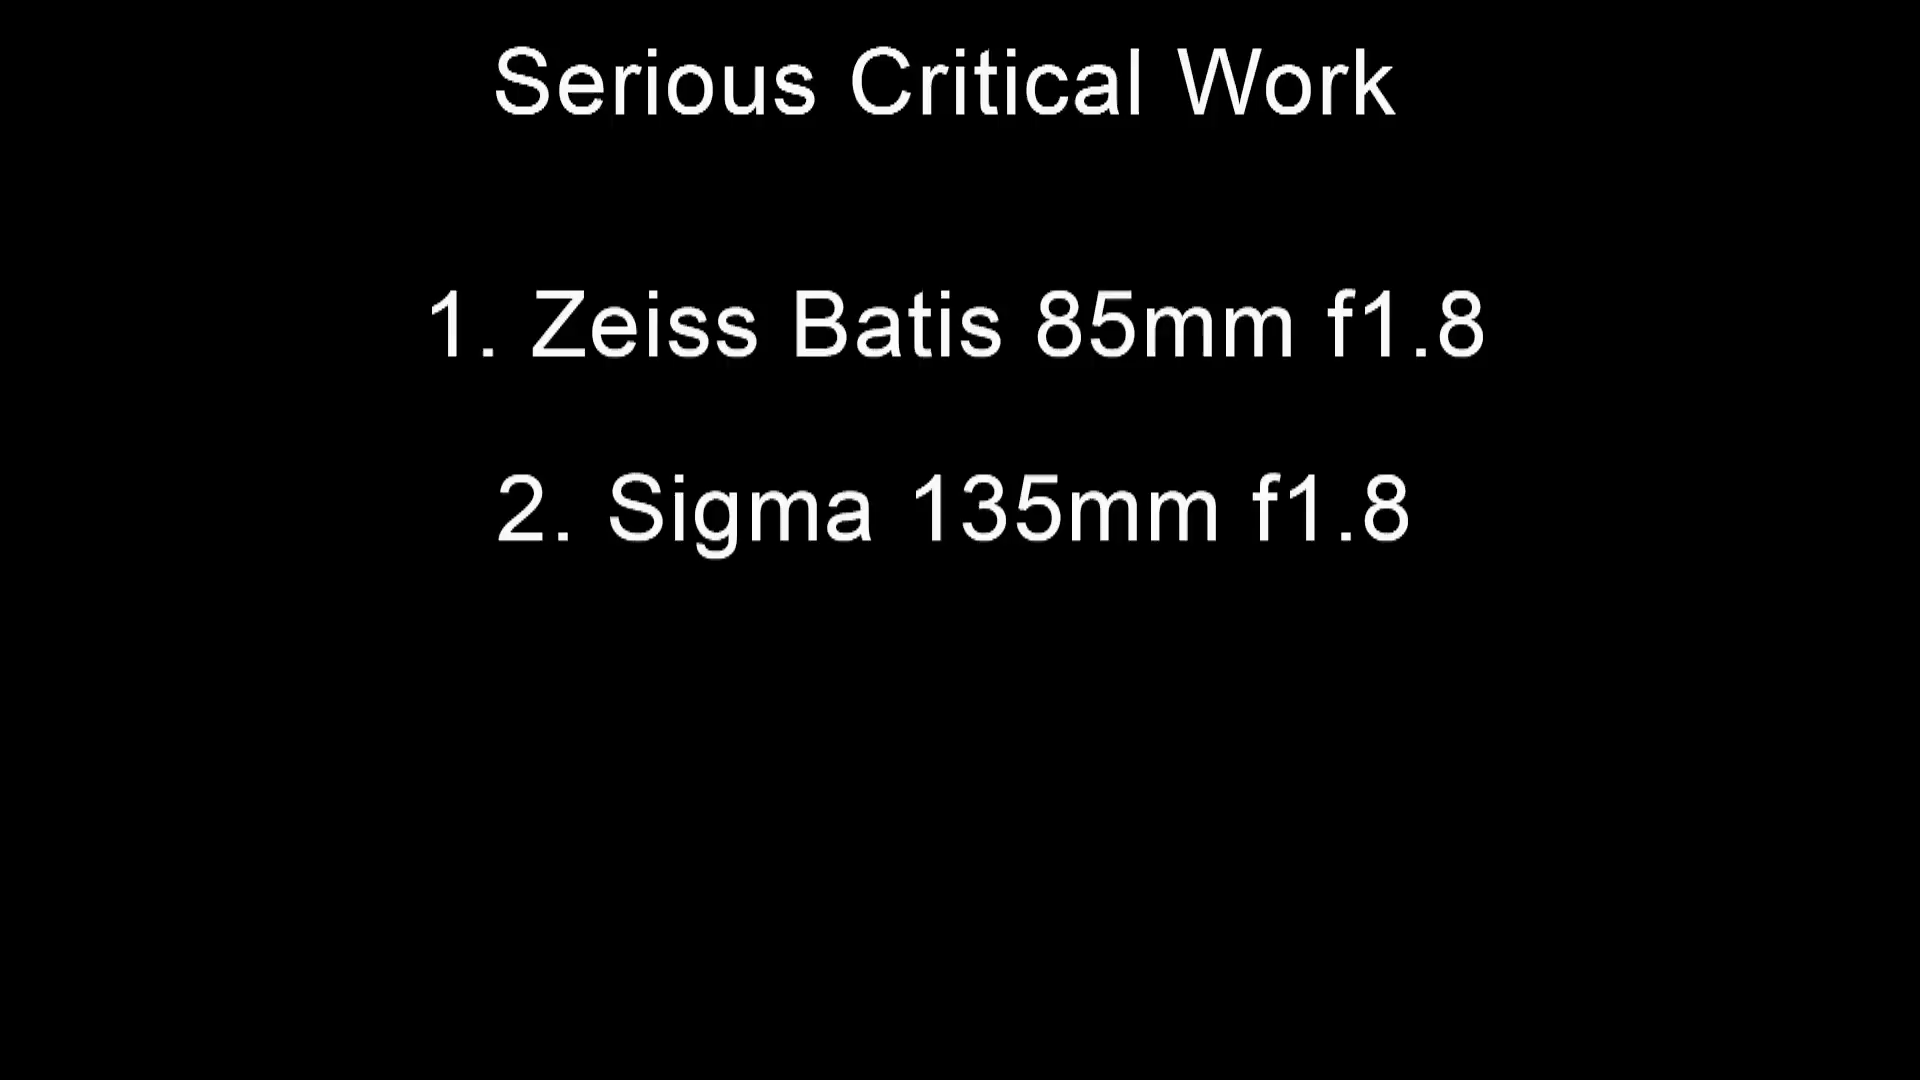 Serious Critical Work
1. Zeiss Batis 85mm f1.8
2. Sigma 135mm f1.8